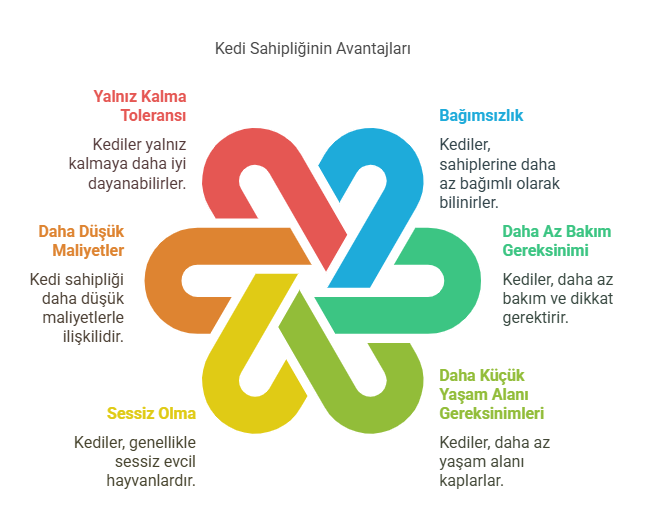 Kedi Sahipliğinin Avantajları
Yalnız Kalma
Toleransı
Kediler yalnız
kalmaya daha iyi
dayanabilirler.
Bağımsızlık
Kediler,
sahiplerine daha
az bağımlı olarak
bilinirler.
Daha Düşük
Maliyetler
Kedi sahipliği
daha düşük
maliyetlerle
ilişkilidir.
Daha Az Bakım
Gereksinimi
Kediler, daha az
bakım ve dikkat
gerektirir.
Sessiz Olma
Kediler, genellikle
sessiz evcil
hayvanlardır.
Daha Küçük
Yaşam Alanı
Gereksinimleri
Kediler, daha az
yaşam alanı
kaplarlar.